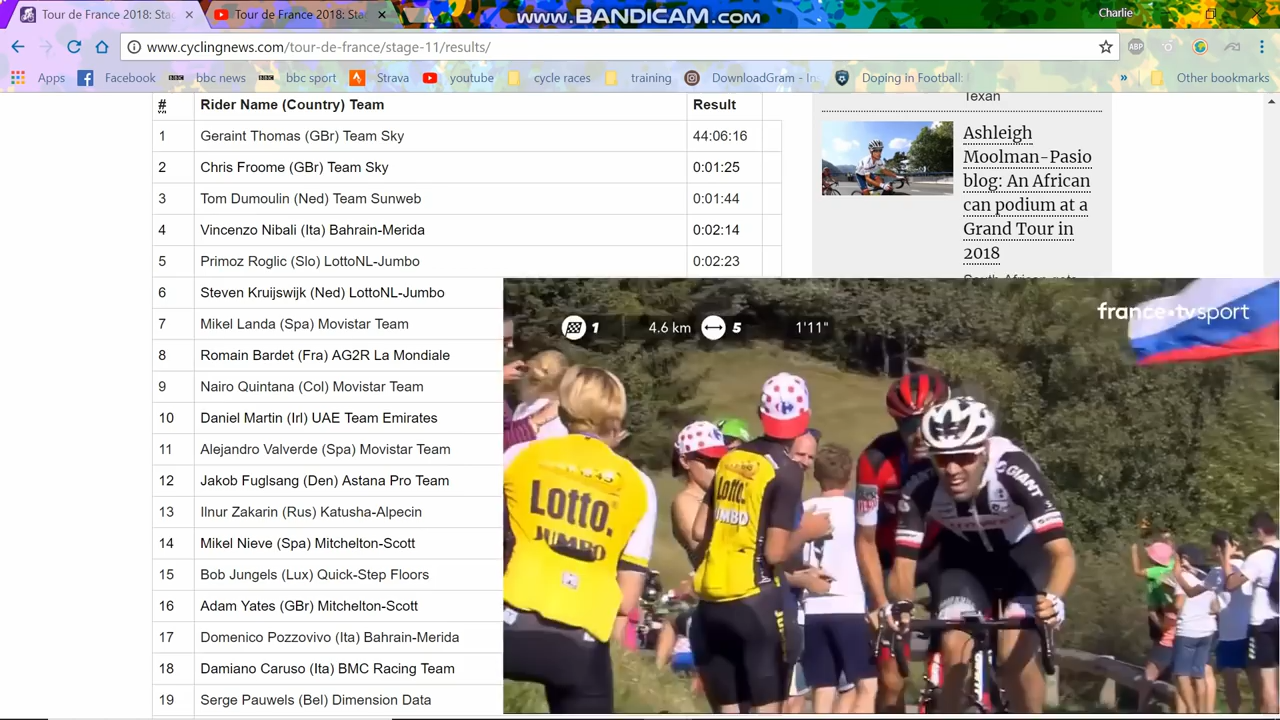 Tour de France 2018: Sta
Tour de France 2018: Sta
WWW.BANDICAM.COM
Charlie
www.cyclingnews.com/tour-de-france/stage-11/results/
ABP
Apps Facebook bbc news bbc sport Strava youtube cycle races training DownloadGram - In Doping in Football: » Other bookmarks
# Rider Name (Country) Team Result
1 Geraint Thomas (GBr) Team Sky 44:06:16
2 Chris Froome (GBr) Team Sky 0:01:25
3 Tom Dumoulin (Ned) Team Sunweb 0:01:44
4 Vincenzo Nibali (Ita) Bahrain-Merida 0:02:14
5 Primoz Roglic (Slo) LottoNL-Jumbo 0:02:23
6 Steven Kruijswijk (Ned) LottoNL-Jumbo
7 Mikel Landa (Spa) Movistar Team
8 Romain Bardet (Fra) AG2R La Mondiale
9 Nairo Quintana (Col) Movistar Team
10 Daniel Martin (Irl) UAE Team Emirates
11 Alejandro Valverde (Spa) Movistar Team
12 Jakob Fuglsang (Den) Astana Pro Team
13 Ilnur Zakarin (Rus) Katusha-Alpecin
14 Mikel Nieve (Spa) Mitchelton-Scott
15 Bob Jungels (Lux) Quick-Step Floors
16 Adam Yates (GBr) Mitchelton-Scott
17 Domenico Pozzovivo (Ita) Bahrain-Merida
18 Damiano Caruso (Ita) BMC Racing Team
19 Serge Pauwels (Bel) Dimension Data
Texan
Ashleigh
Moolman-Pasio
blog: An African
can podium at a
Grand Tour in
2018
france•tvsport
1 4.6 km 5 1'11"
Lotto.
JUMBO
Lotto.
JUMBO
GIANT